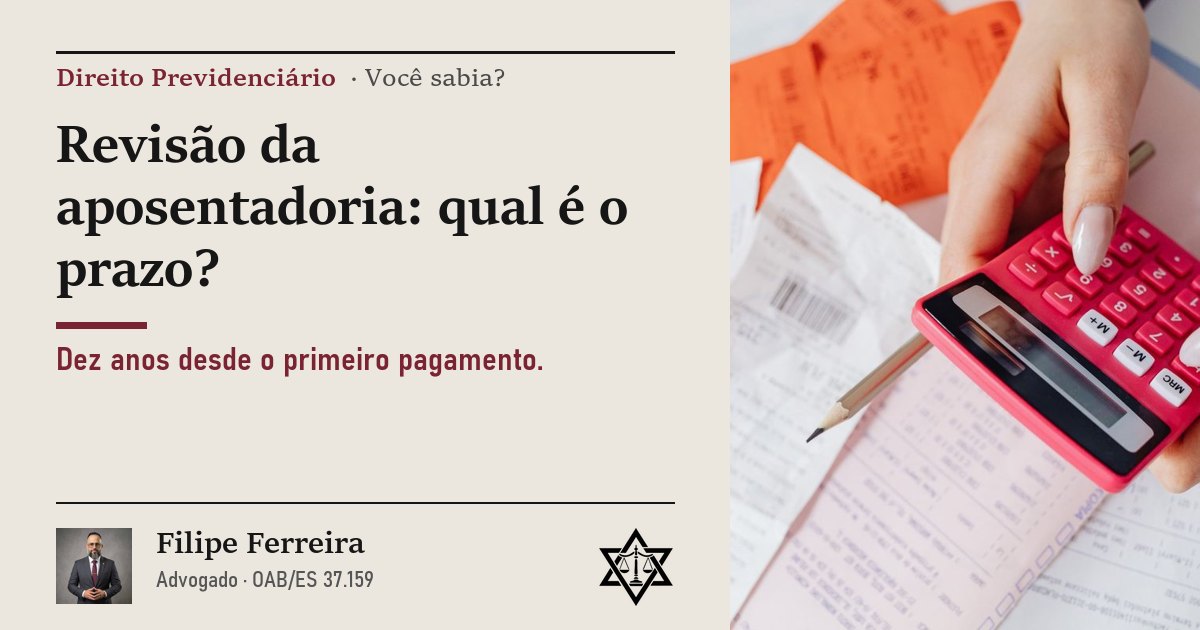 Direito Previdenciário · Você sabia?
Revisão da
aposentadoria: qual é o
prazo?
Dez anos desde o primeiro pagamento.
Filipe Ferreira
Advogado · OAB/ES 37.159
MRC
M−
M+